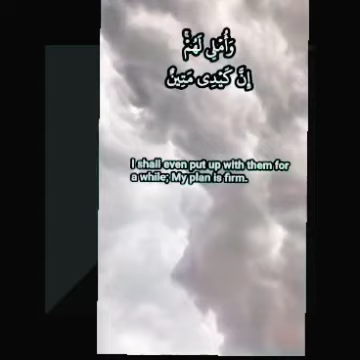 وَأُمْلِي لَهُمْ ۚ
إِنَّ كَيْدِي مَتِينٌ
I shall even put up with them for
a while; My plan is firm.